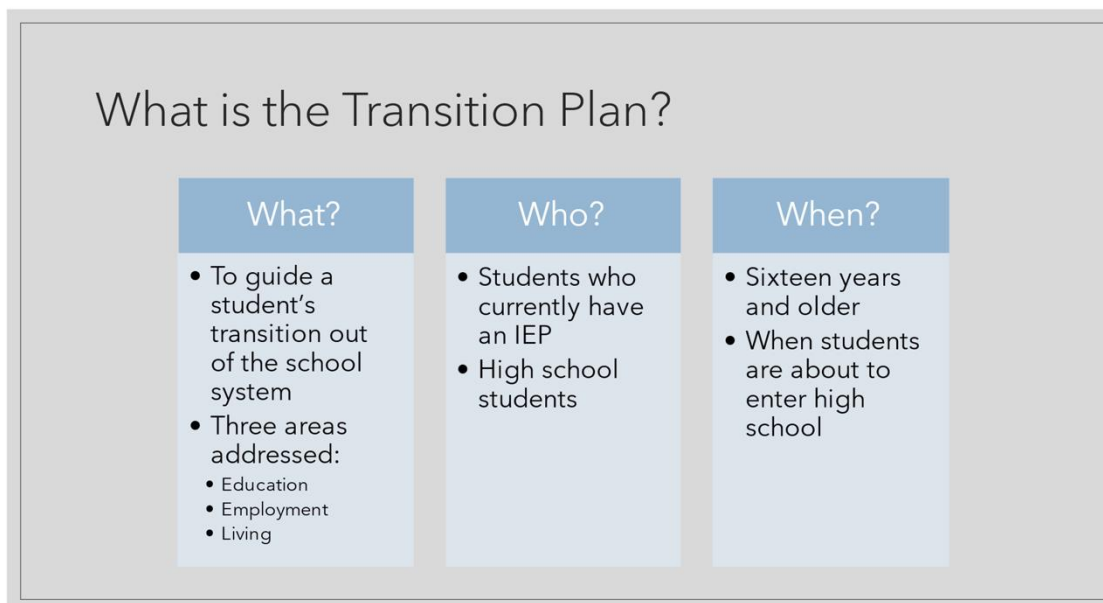 What is the Transition Plan?
What?
• To guide a
student’s
transition out
of the school
system
• Three areas
addressed:
• Education
• Employment
• Living
Who?
• Students who
currently have
an IEP
• High school
students
When?
• Sixteen years
and older
• When students
are about to
enter high
school